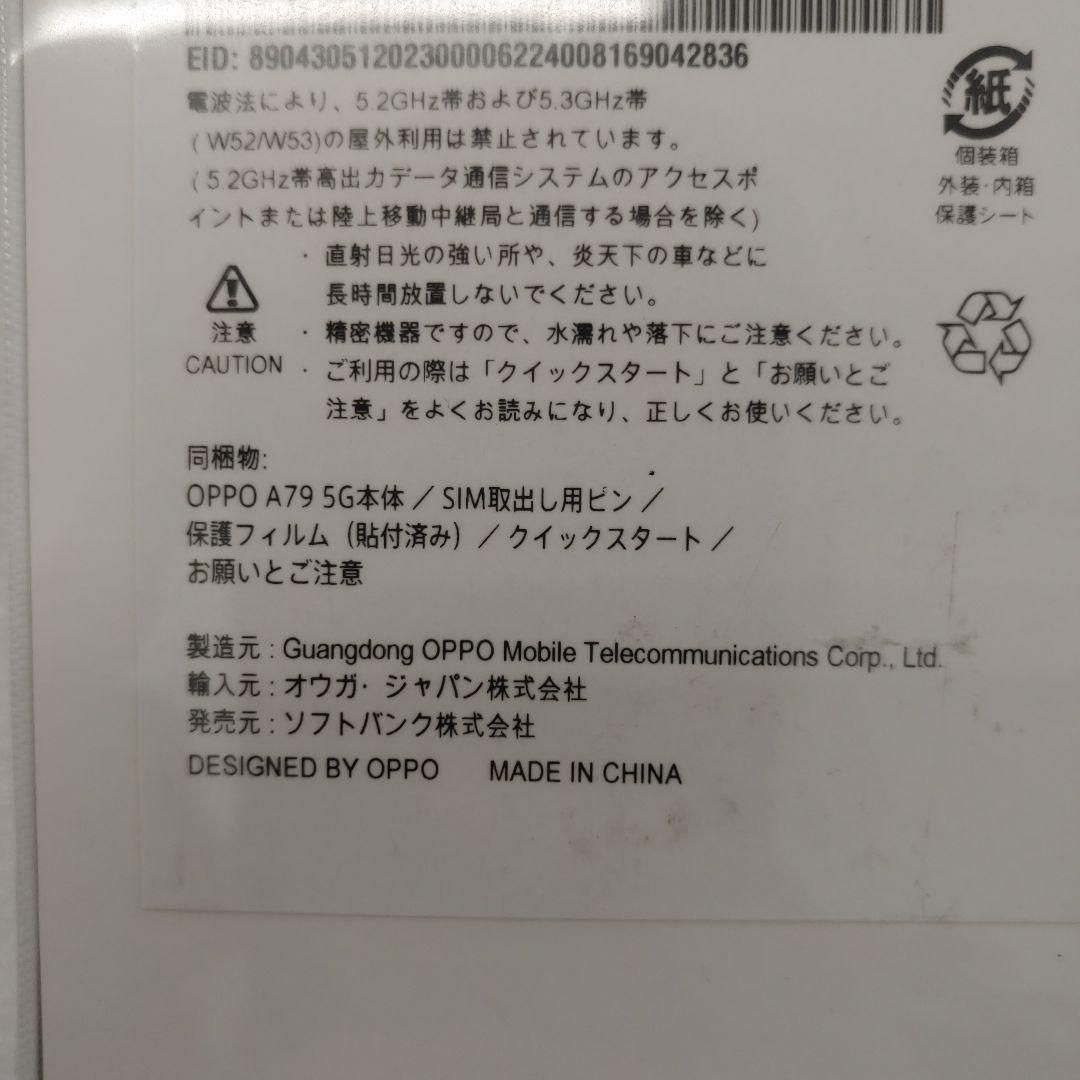 EID: 89043051202300006224008169042836
電波法により、5.2GHz帯および5.3GHz帯
(W52/W53)の屋外利用は禁止されています。
(5.2GHz帯高出力データ通信システムのアクセスポ
イントまたは陸上移動中継局と通信する場合を除く)
紙
個装箱
外装・内箱
保護シート
・直射日光の強い所や、炎天下の車などに
長時間放置しないでください。
注意
CAUTION
・精密機器ですので、水濡れや落下にご注意ください。
・ご利用の際は「クイックスタート」と「お願いとご
注意」をよくお読みになり、正しくお使いください。
同梱物:
OPPO A79 5G本体／SIM取出し用ピン／
保護フィルム（貼付済み）／クイックスタート／
お願いとご注意
製造元 : Guangdong OPPO Mobile Telecommunications Corp., Ltd.
輸入元 : オウガ・ジャパン株式会社
発売元 : ソフトバンク株式会社
DESIGNED BY OPPO MADE IN CHINA